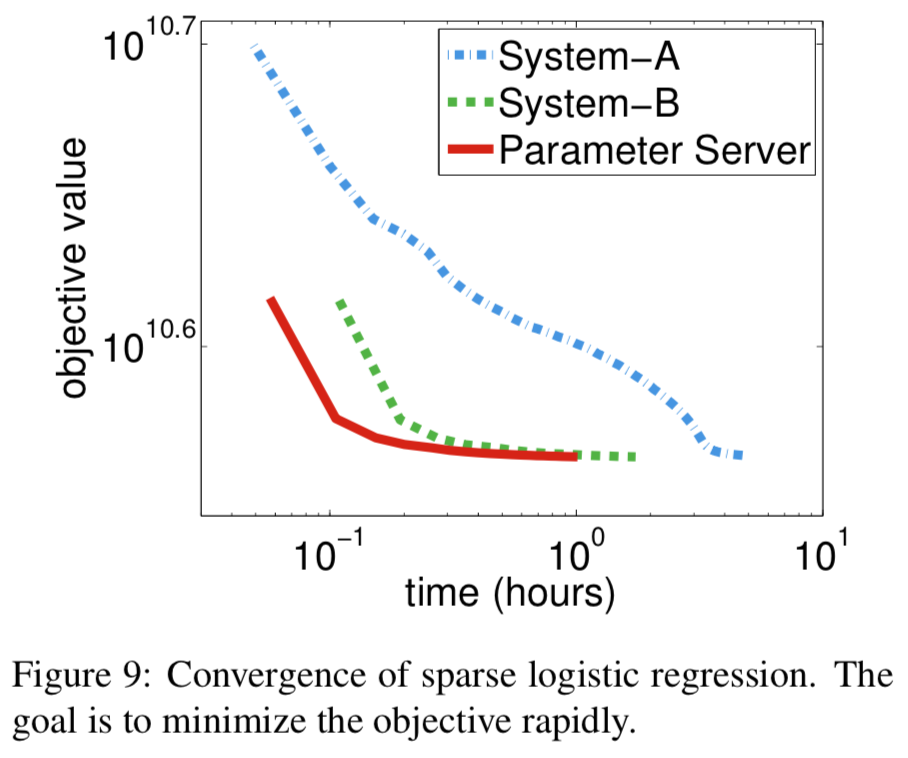 10^10.7
System–A
System–B
Parameter Server
objective value
10^10.6
10^−1
10^0
10^1
time (hours)
Figure 9: Convergence of sparse logistic regression. The
goal is to minimize the objective rapidly.